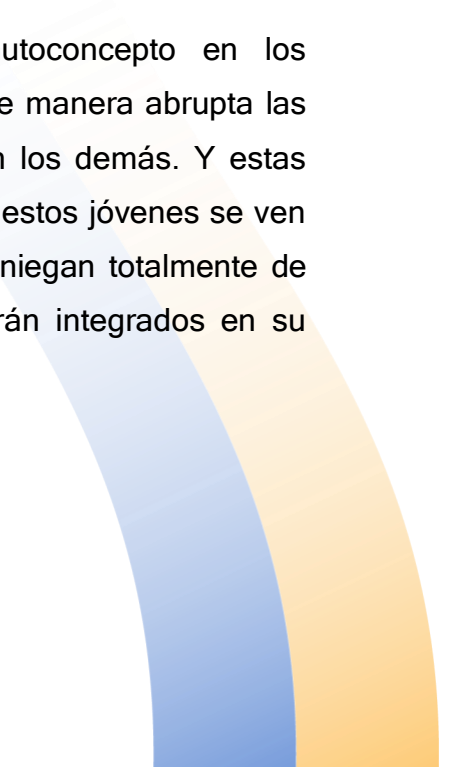 utoconcepto en los
e manera abrupta las
n los demás. Y estas
estos jóvenes se ven
niegan totalmente de
rán integrados en su